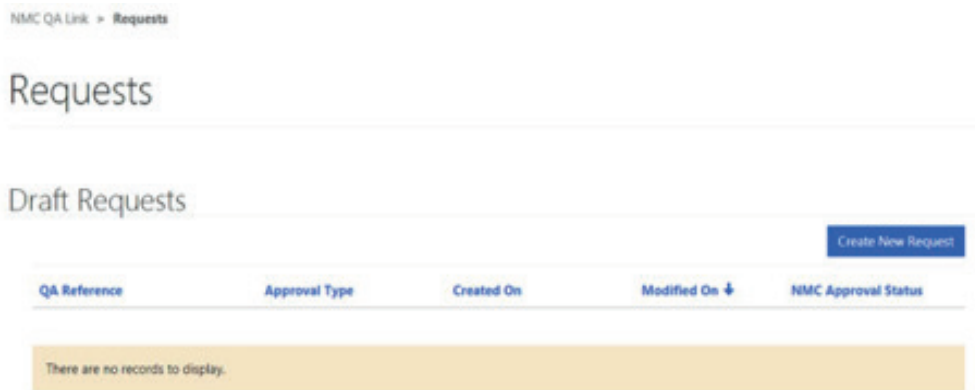 NMC QA Link > Requests
Requests
Draft Requests
Create New Request
QA Reference Approval Type Created On Modified On ↓ NMC Approval Status
There are no records to display.